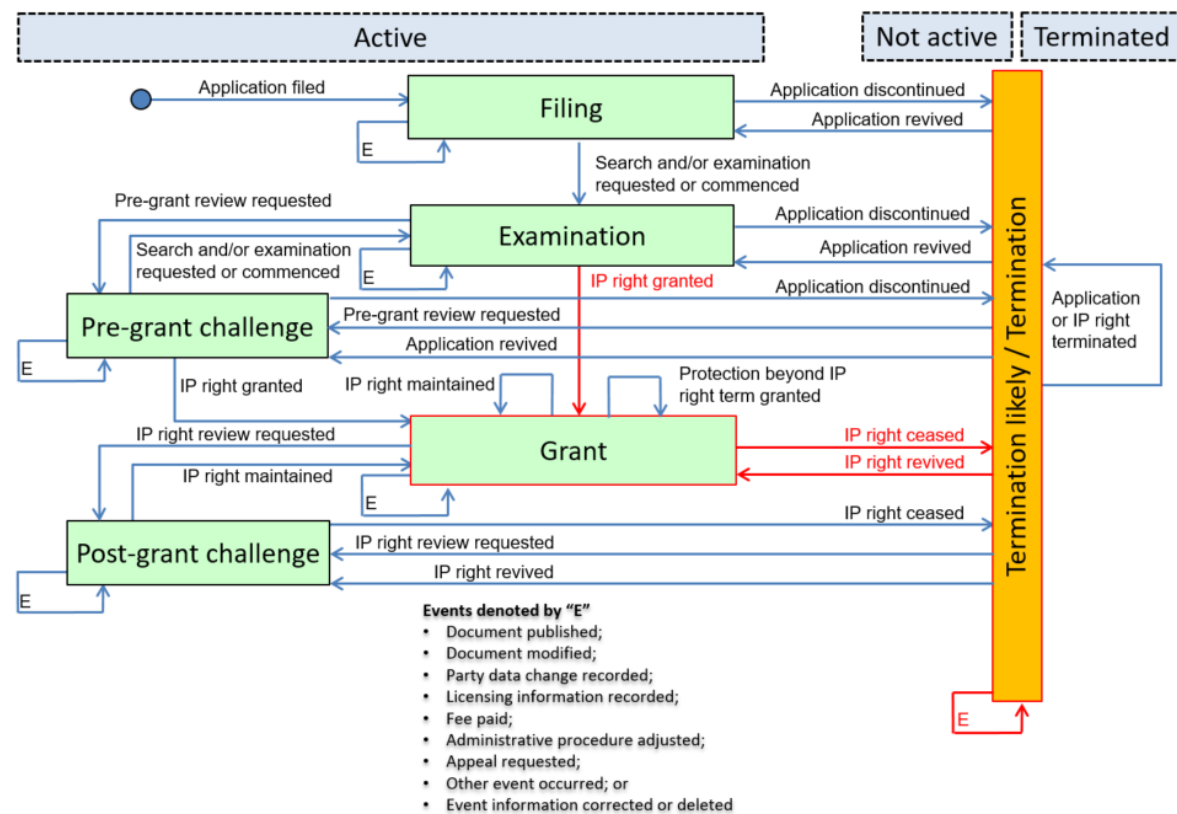 Active
Not active
Terminated
Application filed
Filing
Application discontinued
Application revived
E
Search and/or examination
requested or commenced
Pre-grant review requested
Examination
Application discontinued
Application revived
Search and/or examination
requested or commenced
E
IP right granted
Application discontinued
Pre-grant challenge
Pre-grant review requested
Application revived
E
Application
or IP right
terminated
Termination likely / Termination
IP right granted
IP right maintained
Protection beyond IP
right term granted
IP right review requested
Grant
IP right ceased
IP right revived
IP right maintained
E
IP right ceased
Post-grant challenge
IP right review requested
IP right revived
E
Events denoted by “E”
• Document published;
• Document modified;
• Party data change recorded;
• Licensing information recorded;
• Fee paid;
• Administrative procedure adjusted;
• Appeal requested;
• Other event occurred; or
• Event information corrected or deleted
E